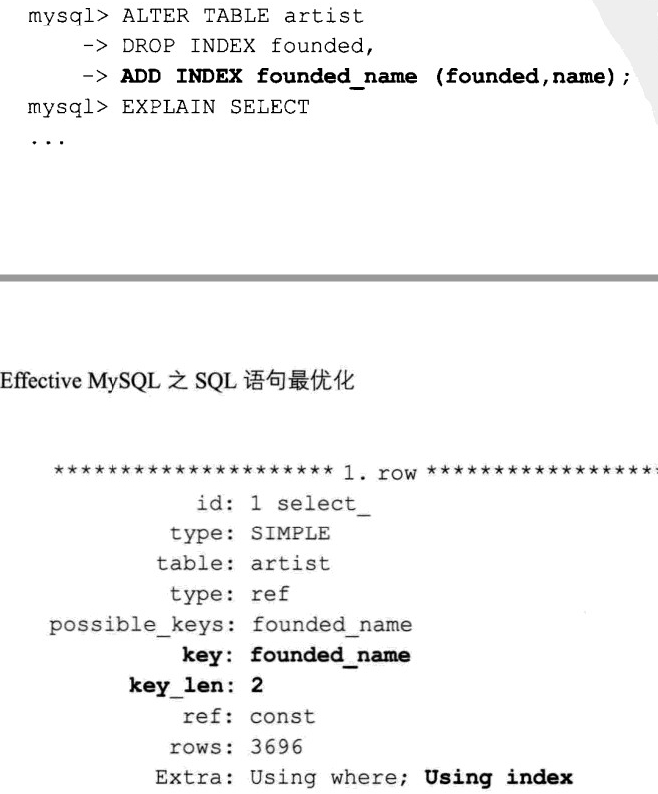 mysql> ALTER TABLE artist
-> DROP INDEX founded,
-> ADD INDEX founded_name (founded,name);
mysql> EXPLAIN SELECT
...
Effective MySQL 之 SQL 语句最优化
********************* 1. row ******************
id: 1 select_
type: SIMPLE
table: artist
type: ref
possible_keys: founded_name
key: founded_name
key_len: 2
ref: const
rows: 3696
Extra: Using where; Using index